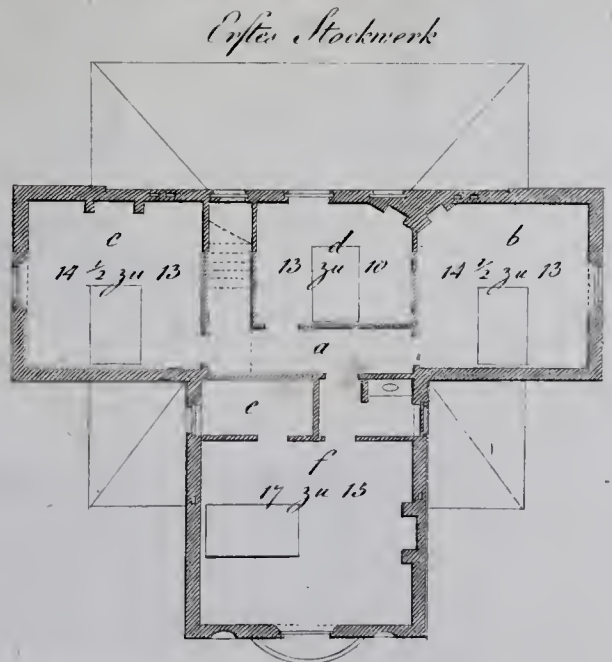 Erstes Stockwerk
c
14 ½ zu 13
d
13 zu 10
b
14 ½ zu 13
a
e
f
17 zu 15